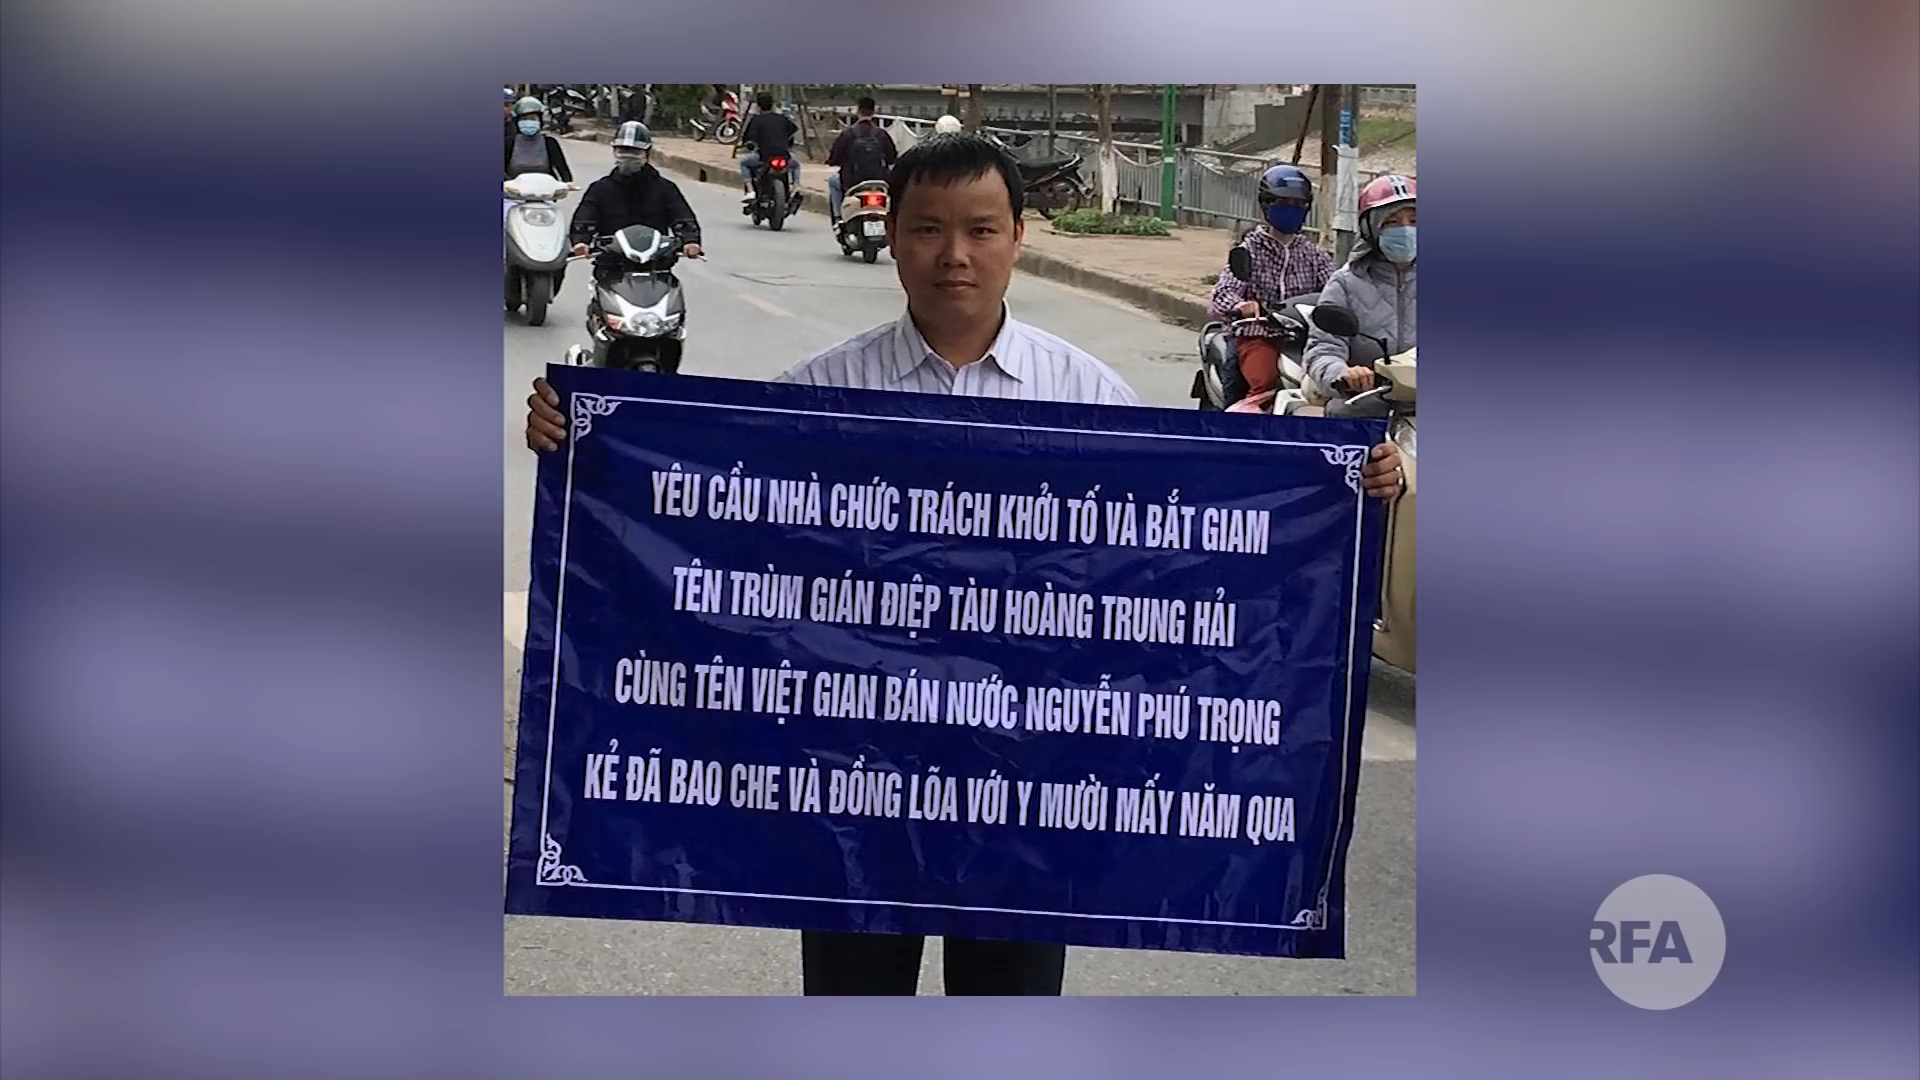 YÊU CẦU NHÀ CHỨC TRÁCH KHỞI TỐ VÀ BẮT GIAM
TÊN TRÙM GIÁN ĐIỆP TÀU HOÀNG TRUNG HẢI
CÙNG TÊN VIỆT GIAN BÁN NƯỚC NGUYỄN PHÚ TRỌNG
KẺ ĐÃ BAO CHE VÀ ĐỒNG LÕA VỚI Y MƯỜI MẤY NĂM QUA
RFA